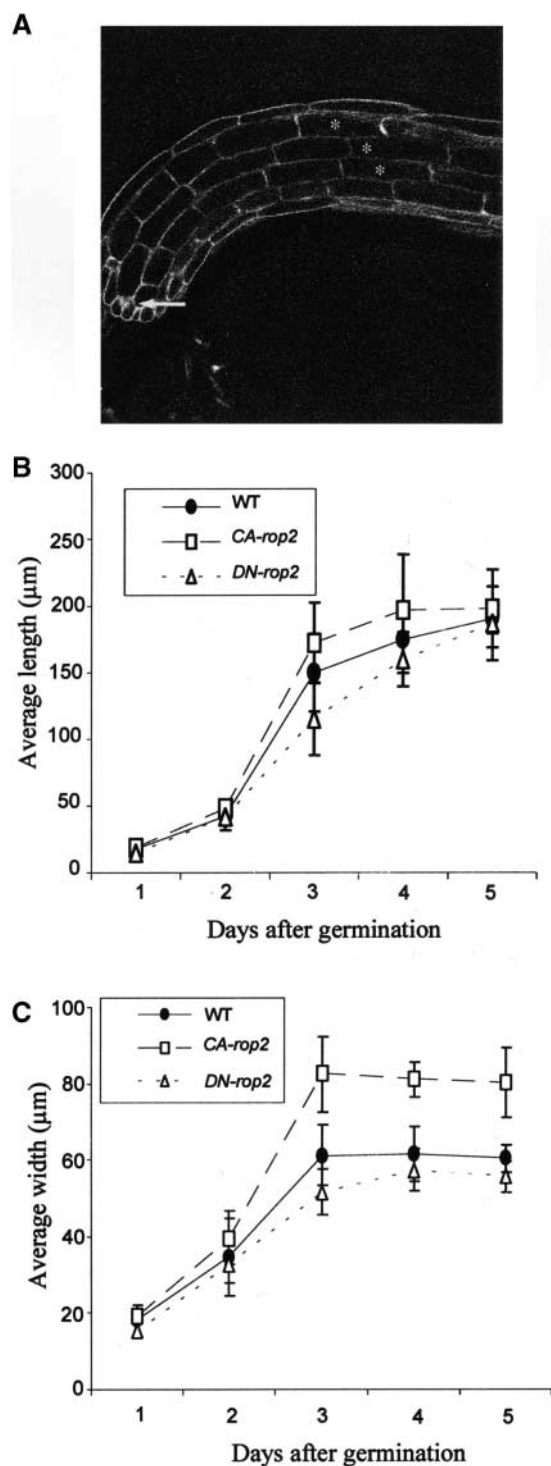 A
*
*
*
B
300
250
200
150
100
50
0
WT
CA-rop2
DN-rop2
Average length (μm)
1 2 3 4 5
Days after germination
C
100
80
60
40
20
0
WT
CA-rop2
DN-rop2
Average width (μm)
1 2 3 4 5
Days after germination